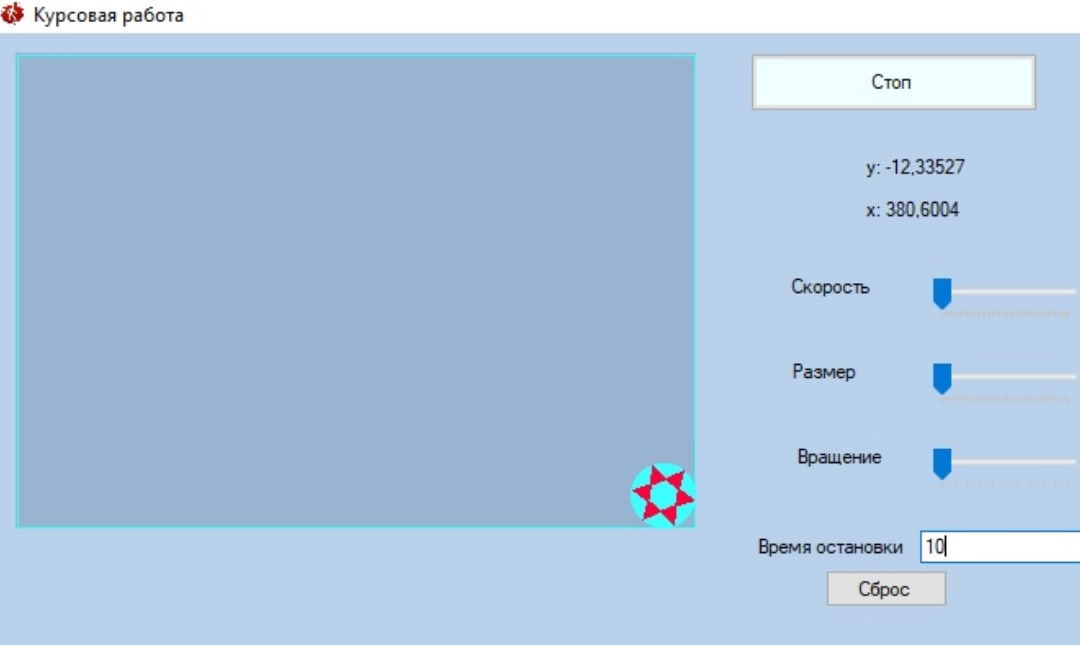 Курсовая работа
Стоп
y: -12,33527
x: 380,6004
Скорость
Размер
Вращение
Время остановки 10
Сброс